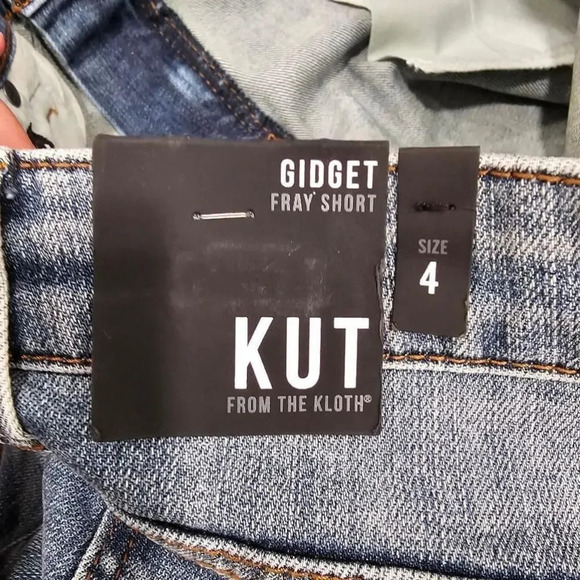 GIDGET
FRAY SHORT
KUT
FROM THE KLOTH®
SIZE
4